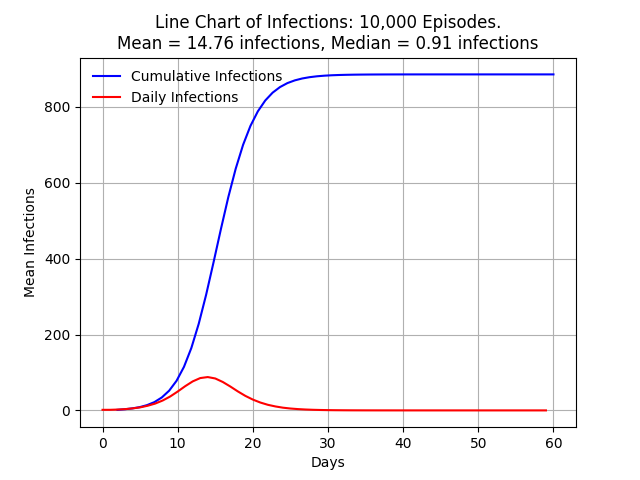 Line Chart of Infections: 10,000 Episodes.
Mean = 14.76 infections, Median = 0.91 infections
Cumulative Infections
Daily Infections
800
600
400
200
0
Mean Infections
0 10 20 30 40 50 60
Days